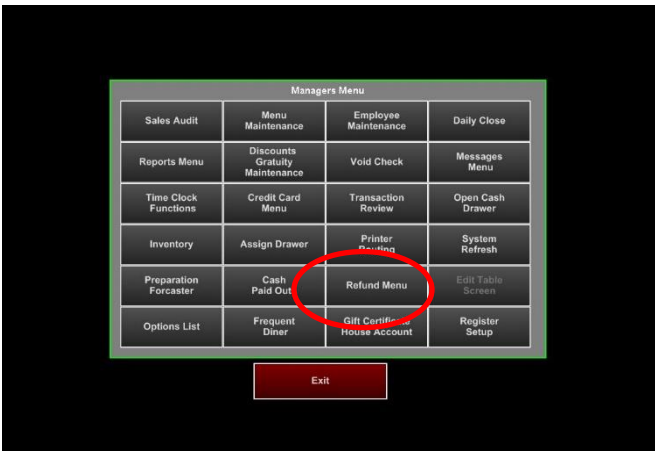 Managers Menu
Sales Audit
Menu
Maintenance
Employee
Maintenance
Daily Close
Reports Menu
Discounts
Gratuity
Maintenance
Void Check
Messages
Menu
Time Clock
Functions
Credit Card
Menu
Transaction
Review
Open Cash
Drawer
Inventory
Assign Drawer
Printer
Routing
System
Refresh
Preparation
Forcaster
Cash
Paid Out
Refund Menu
Edit Table
Screen
Options List
Frequent
Diner
Gift Certificate
House Account
Register
Setup
Exit